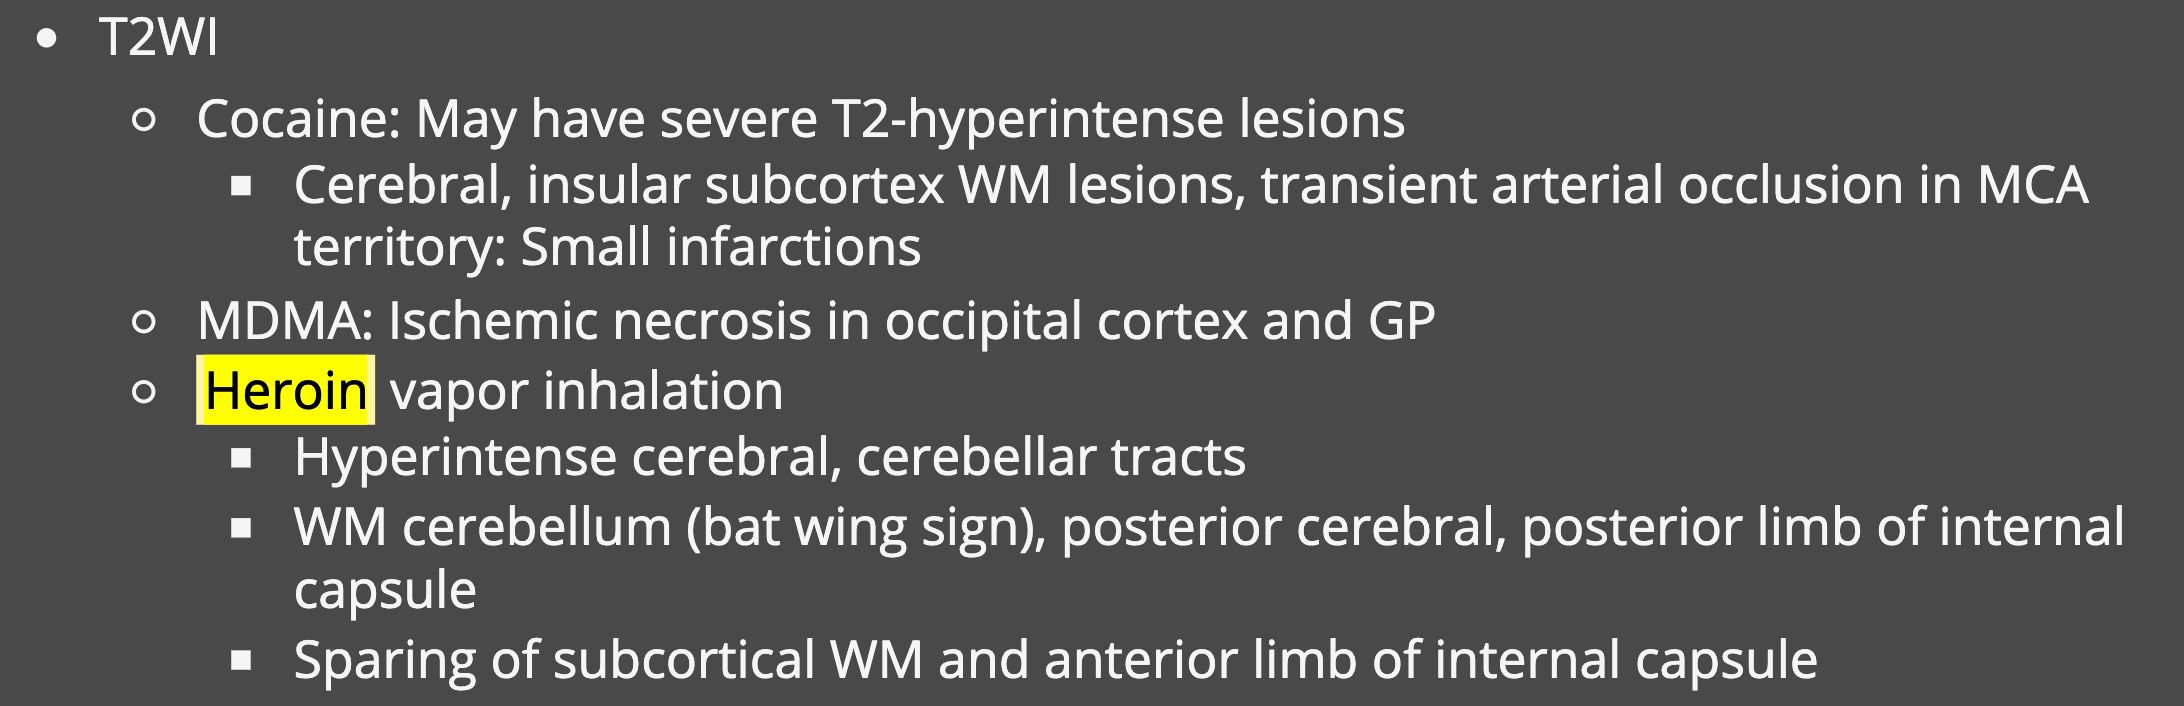 T2WI
Cocaine: May have severe T2-hyperintense lesions
Cerebral, insular subcortex WM lesions, transient arterial occlusion in MCA
territory: Small infarctions
MDMA: Ischemic necrosis in occipital cortex and GP
Heroin vapor inhalation
Hyperintense cerebral, cerebellar tracts
WM cerebellum (bat wing sign), posterior cerebral, posterior limb of internal
capsule
Sparing of subcortical WM and anterior limb of internal capsule